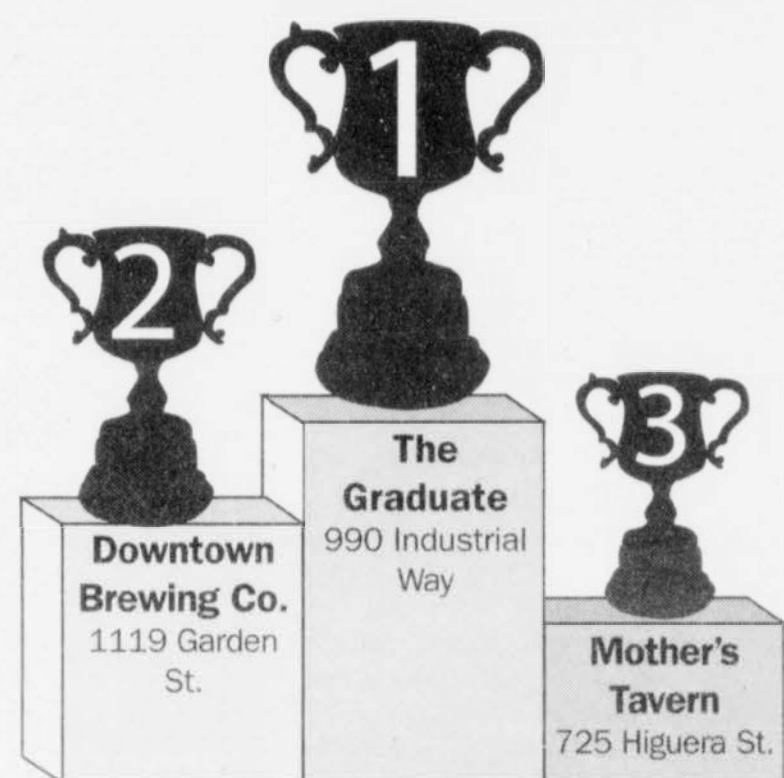 1
2
3
The
Graduate
990 Industrial
Way
Downtown
Brewing Co.
1119 Garden
St.
Mother's
Tavern
725 Higuera St.